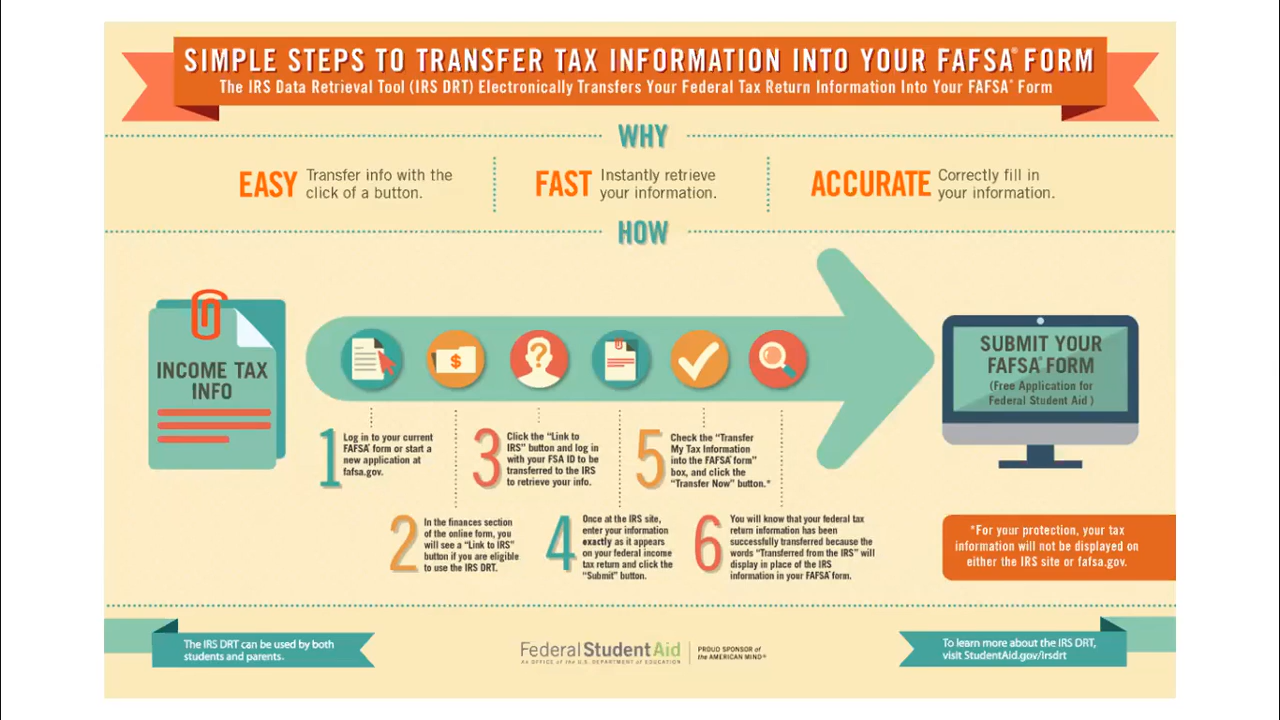 SIMPLE STEPS TO TRANSFER TAX INFORMATION INTO YOUR FAFSA® FORM
The IRS Data Retrieval Tool (IRS DRT) Electronically Transfers Your Federal Tax Return Information Into Your FAFSA® Form
WHY
EASY
Transfer info with the
click of a button.
FAST
Instantly retrieve
your information.
ACCURATE
Correctly fill in
your information.
HOW
INCOME TAX
INFO
$
?
SUBMIT YOUR
FAFSA® FORM
(Free Application for
Federal Student Aid )
1
Log in to your current
FAFSA® form or start a
new application at
fafsa.gov.
2
In the finances section
of the online form, you
will see a “Link to IRS”
button if you are eligible
to use the IRS DRT.
3
Click the “Link to
IRS” button and log in
with your FSA ID to be
transferred to the IRS
to retrieve your info.
4
Once at the IRS site,
enter your information
exactly as it appears
on your federal income
tax return and click the
“Submit” button.
5
Check the “Transfer
My Tax Information
into the FAFSA® form”
box, and click the
“Transfer Now” button.*
6
You will know that your federal tax
return information has been
successfully transferred because the
words “Transferred from the IRS” will
display in place of the IRS
information in your FAFSA® form.
*For your protection, your tax
information will not be displayed on
either the IRS site or fafsa.gov.
The IRS DRT can be used by both
students and parents.
Federal Student Aid
An OFFICE of the U.S. DEPARTMENT of EDUCATION
PROUD SPONSOR of
the AMERICAN MIND®
To learn more about the IRS DRT,
visit StudentAid.gov/irsdrt